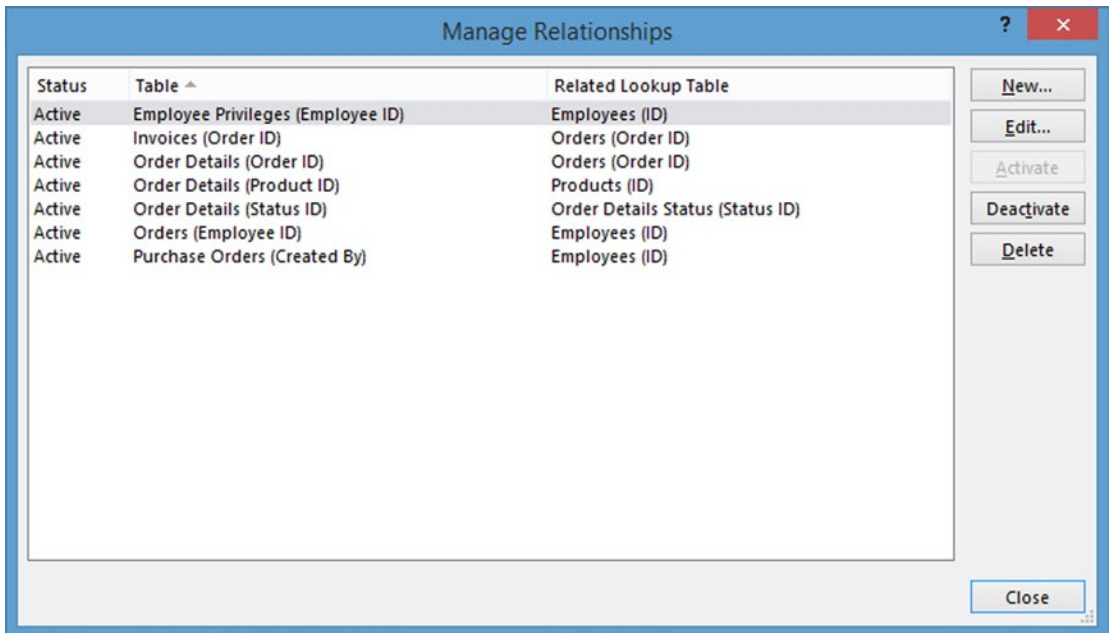 Manage Relationships
?
Status Table Related Lookup Table
Active Employee Privileges (Employee ID) Employees (ID)
Active Invoices (Order ID) Orders (Order ID)
Active Order Details (Order ID) Orders (Order ID)
Active Order Details (Product ID) Products (ID)
Active Order Details (Status ID) Order Details Status (Status ID)
Active Orders (Employee ID) Employees (ID)
Active Purchase Orders (Created By) Employees (ID)
New...
Edit...
Activate
Deactivate
Delete
Close